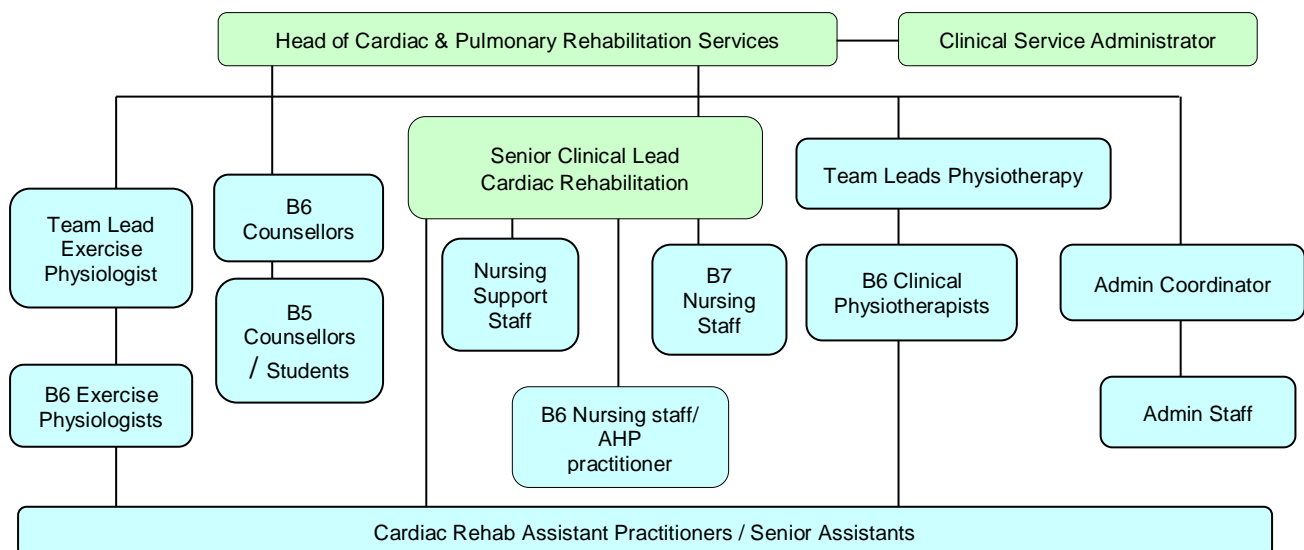 Head of Cardiac & Pulmonary Rehabilitation Services
Clinical Service Administrator
Senior Clinical Lead
Cardiac Rehabilitation
Team Leads Physiotherapy
Team Lead
Exercise
Physiologist
B6
Counsellors
Nursing
Support
Staff
B7
Nursing
Staff
B6 Clinical
Physiotherapists
Admin Coordinator
B5
Counsellors
/ Students
B6 Exercise
Physiologists
B6 Nursing staff/
AHP
practitioner
Admin Staff
Cardiac Rehab Assistant Practitioners / Senior Assistants